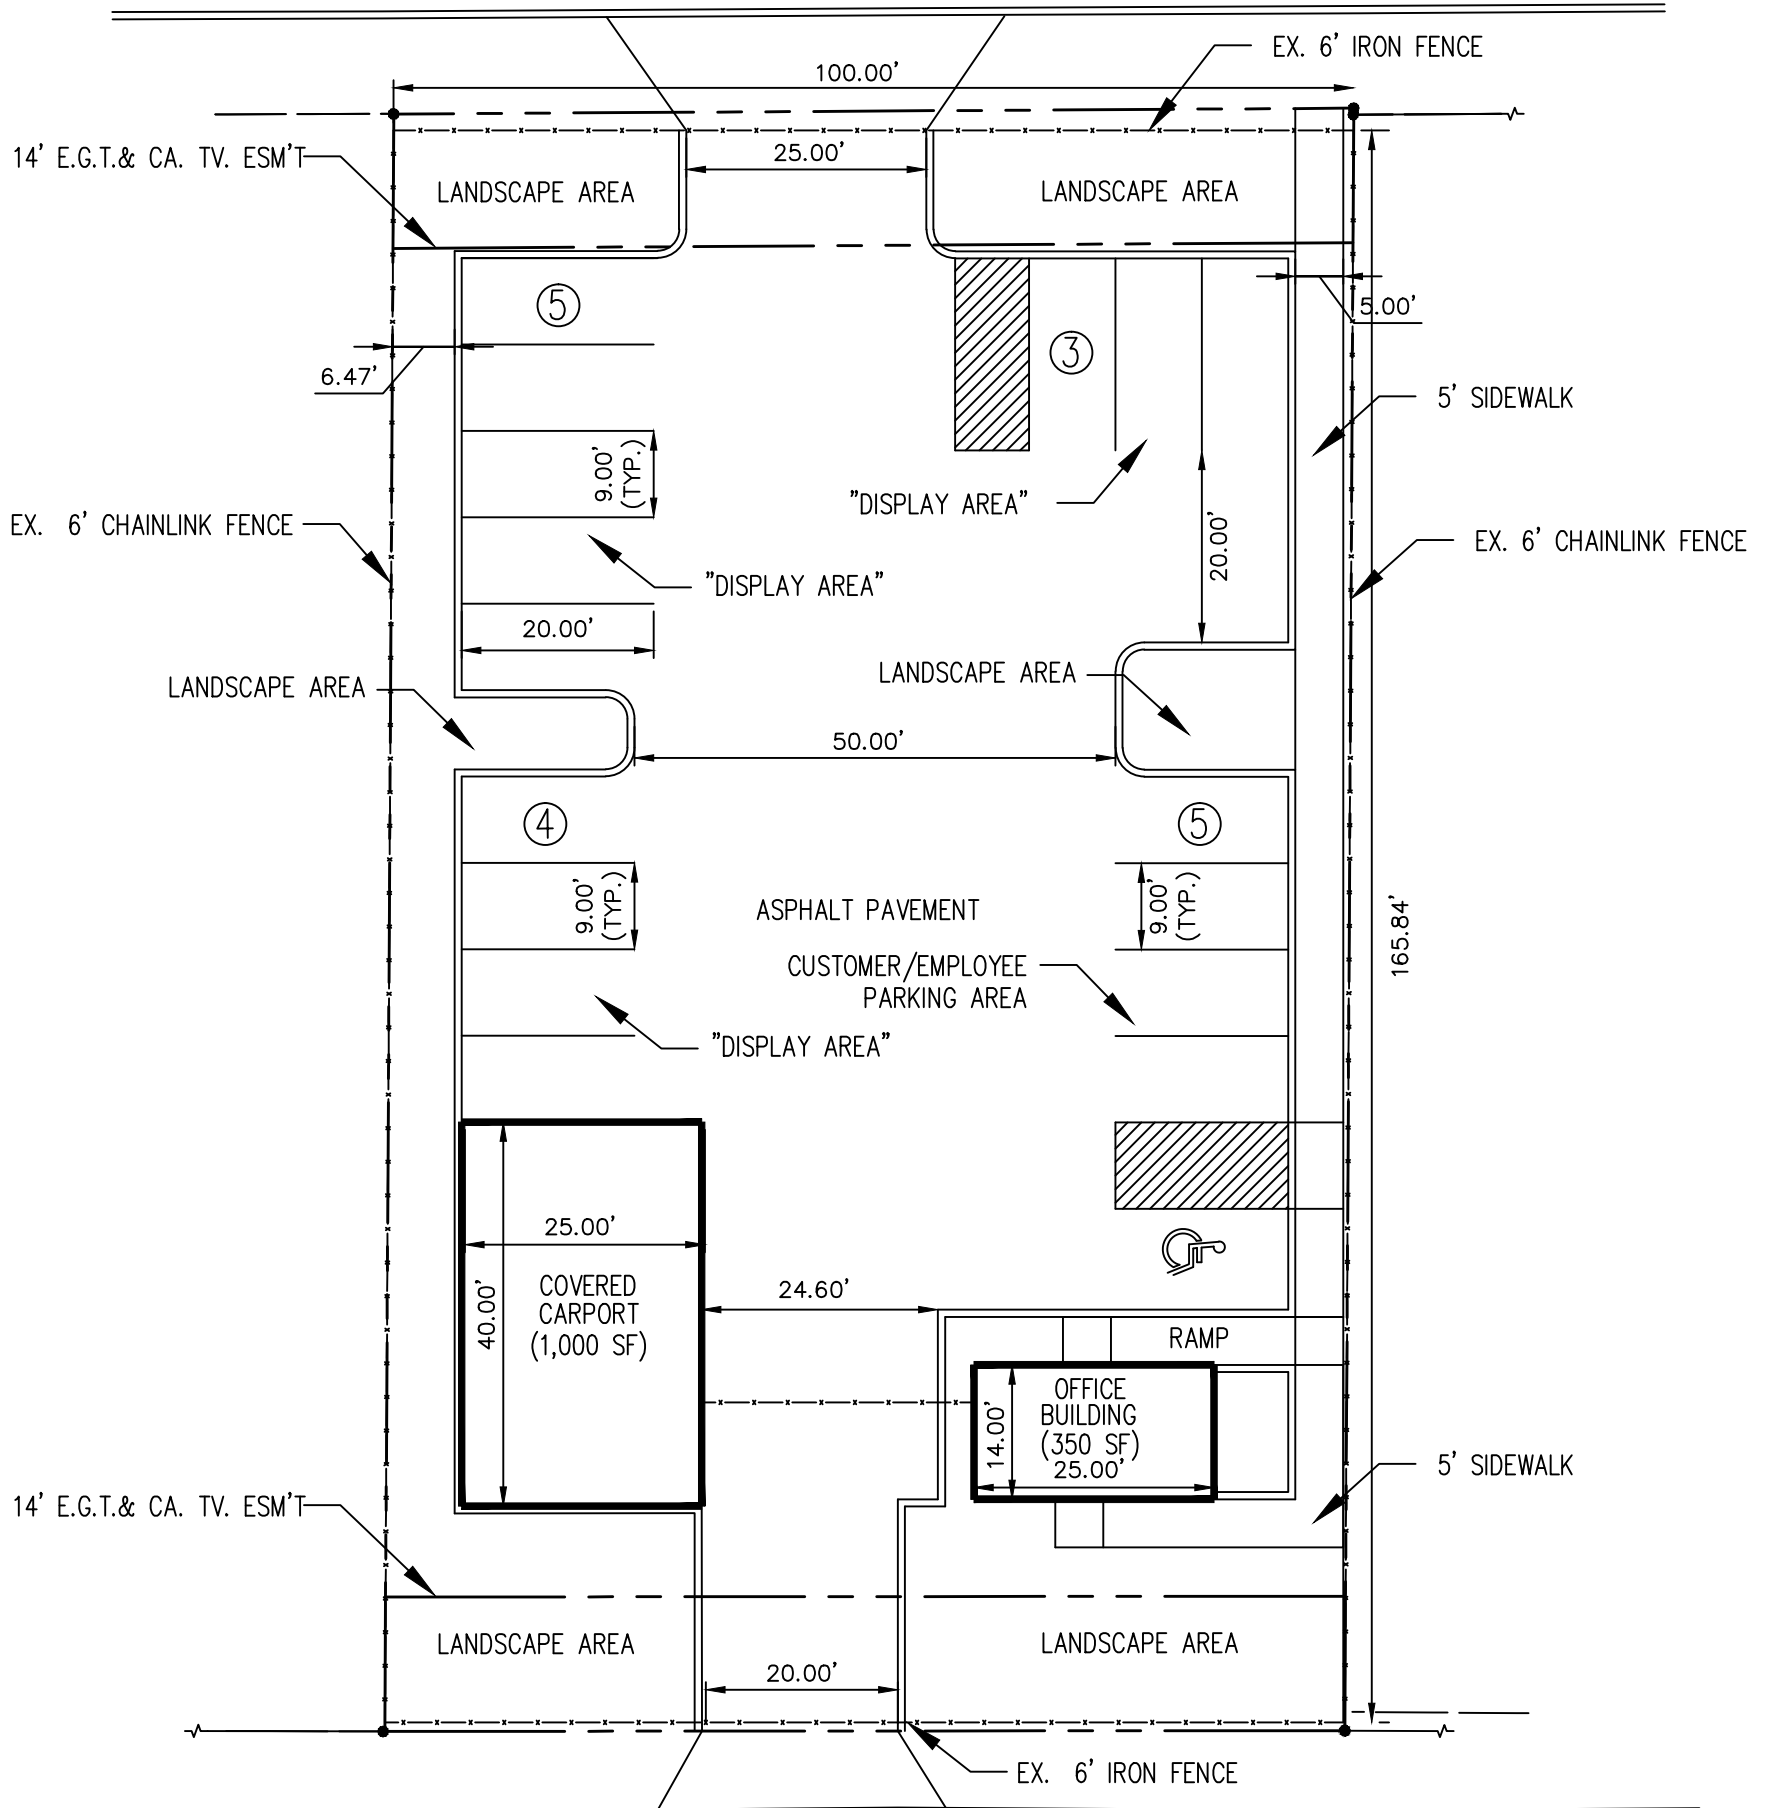 EX. 6' IRON FENCE
100.00'
14' E.G.T.& CA. TV. ESM'T
25.00'
LANDSCAPE AREA
LANDSCAPE AREA
5
3
5.00'
6.47'
5' SIDEWALK
9.00'
(TYP.)
"DISPLAY AREA"
EX. 6' CHAINLINK FENCE
20.00'
EX. 6' CHAINLINK FENCE
"DISPLAY AREA"
20.00'
LANDSCAPE AREA
LANDSCAPE AREA
50.00'
4
5
9.00'
(TYP.)
ASPHALT PAVEMENT
9.00'
(TYP.)
165.84'
CUSTOMER/EMPLOYEE
PARKING AREA
"DISPLAY AREA"
25.00'
40.00'
COVERED
CARPORT
(1,000 SF)
24.60'
RAMP
14.00'
OFFICE
BUILDING
(350 SF)
25.00'
5' SIDEWALK
14' E.G.T.& CA. TV. ESM'T
LANDSCAPE AREA
LANDSCAPE AREA
20.00'
EX. 6' IRON FENCE